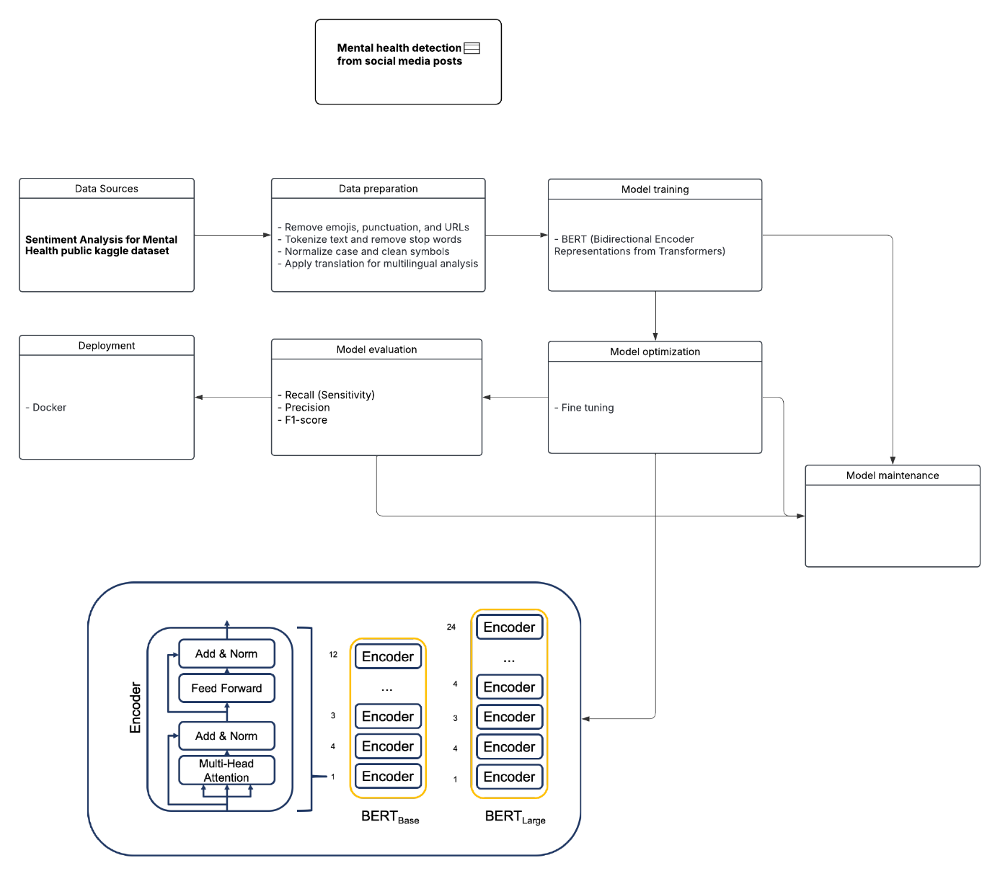 Mental health detection
from social media posts
Data Sources
Sentiment Analysis for Mental
Health public kaggle dataset
Data preparation
- Remove emojis, punctuation, and URLs
- Tokenize text and remove stop words
- Normalize case and clean symbols
- Apply translation for multilingual analysis
Model training
- BERT (Bidirectional Encoder
Representations from Transformers)
Deployment
- Docker
Model evaluation
- Recall (Sensitivity)
- Precision
- F1-score
Model optimization
- Fine tuning
Model maintenance
Encoder
Add & Norm
Feed Forward
Add & Norm
Multi-Head
Attention
12 Encoder
...
3 Encoder
4 Encoder
1 Encoder
BERT Base
24 Encoder
...
4 Encoder
3 Encoder
4 Encoder
1 Encoder
BERT Large